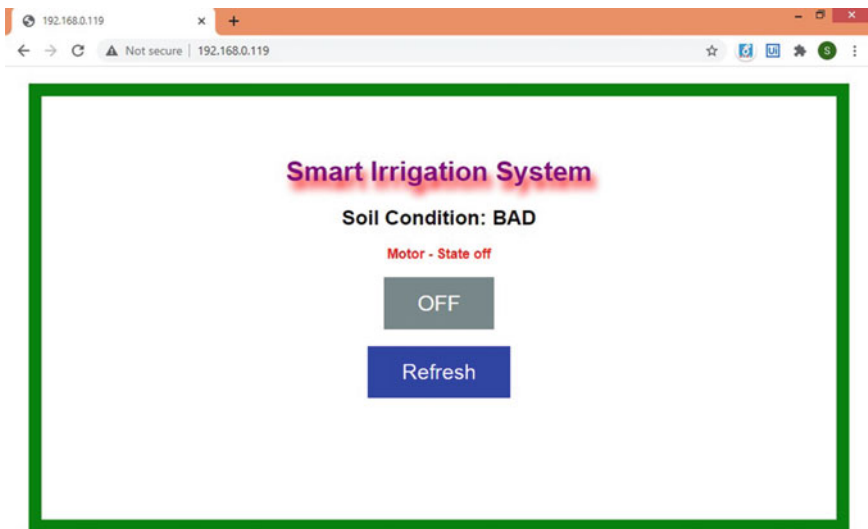 192.168.0.119
Not secure | 192.168.0.119
Ui
S
Smart Irrigation System
Soil Condition: BAD
Motor - State off
OFF
Refresh